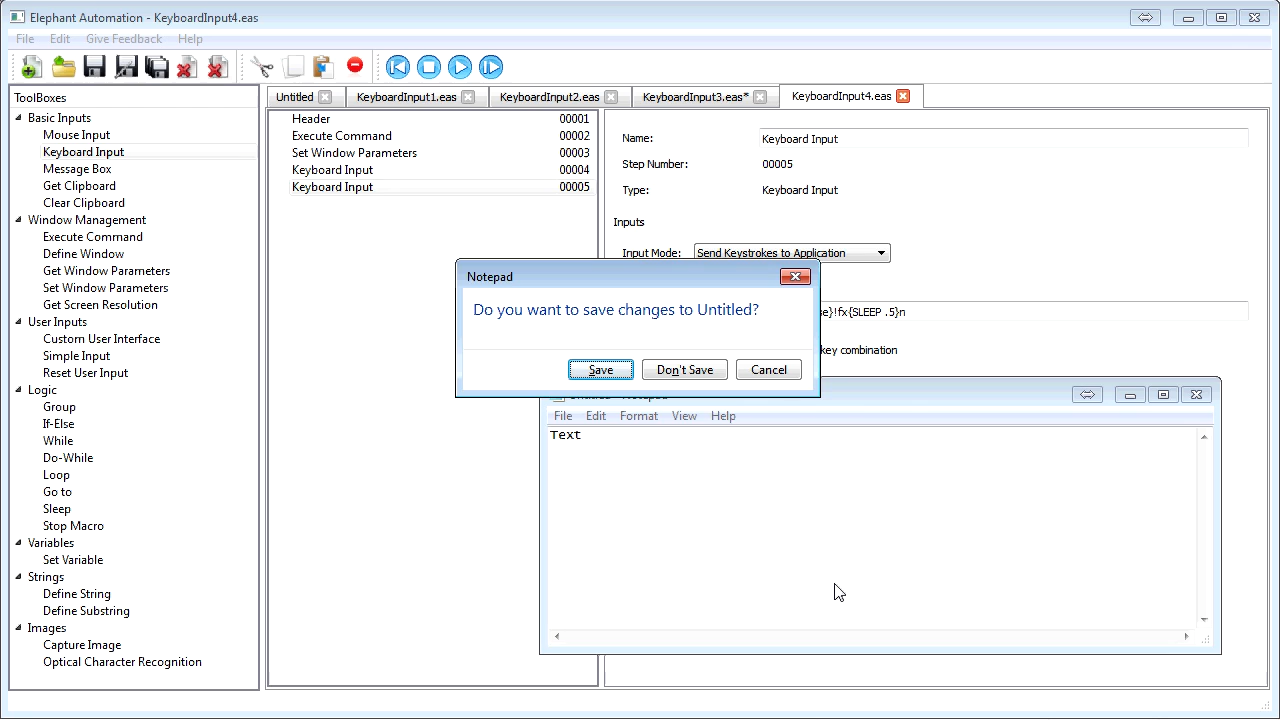 Elephant Automation - KeyboardInput4.eas
File Edit Give Feedback Help
ToolBoxes
Basic Inputs
Mouse Input
Keyboard Input
Message Box
Get Clipboard
Clear Clipboard
Window Management
Execute Command
Define Window
Get Window Parameters
Set Window Parameters
Get Screen Resolution
User Inputs
Custom User Interface
Simple Input
Reset User Input
Logic
Group
If-Else
While
Do-While
Loop
Go to
Sleep
Stop Macro
Variables
Set Variable
Strings
Define String
Define Substring
Images
Capture Image
Optical Character Recognition
Untitled KeyboardInput1.eas KeyboardInput2.eas KeyboardInput3.eas* KeyboardInput4.eas
Header 00001
Execute Command 00002
Set Window Parameters 00003
Keyboard Input 00004
Keyboard Input 00005
Name: Keyboard Input
Step Number: 00005
Type: Keyboard Input
Inputs
Input Mode: Send Keystrokes to Application
se}!fx{SLEEP .5}n
key combination
Notepad
Do you want to save changes to Untitled?
Save Don't Save Cancel
File Edit Format View Help
Text